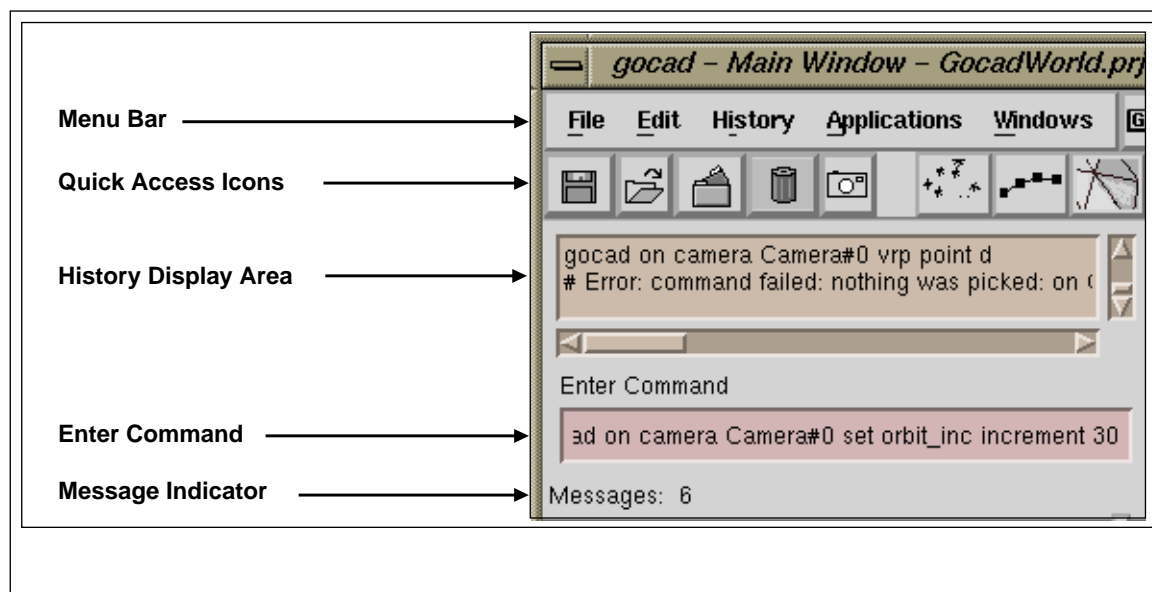 gocad – Main Window – GocadWorld.prj
Menu Bar
File Edit History Applications Windows G
Quick Access Icons
History Display Area
gocad on camera Camera#0 vrp point d
# Error: command failed: nothing was picked: on
Enter Command
Enter Command
ad on camera Camera#0 set orbit_inc increment 30
Message Indicator
Messages: 6